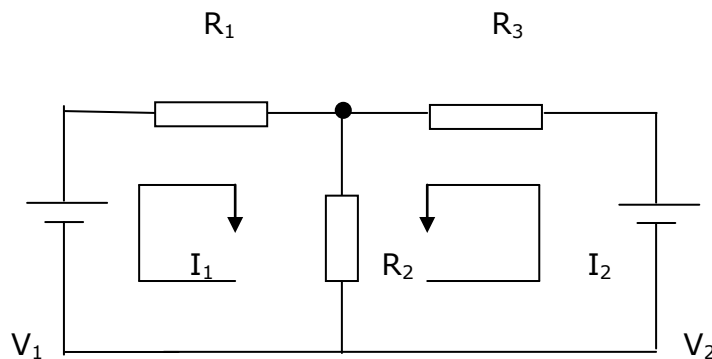 R₁ R₃
I₁ R₂ I₂
V₁ V₂